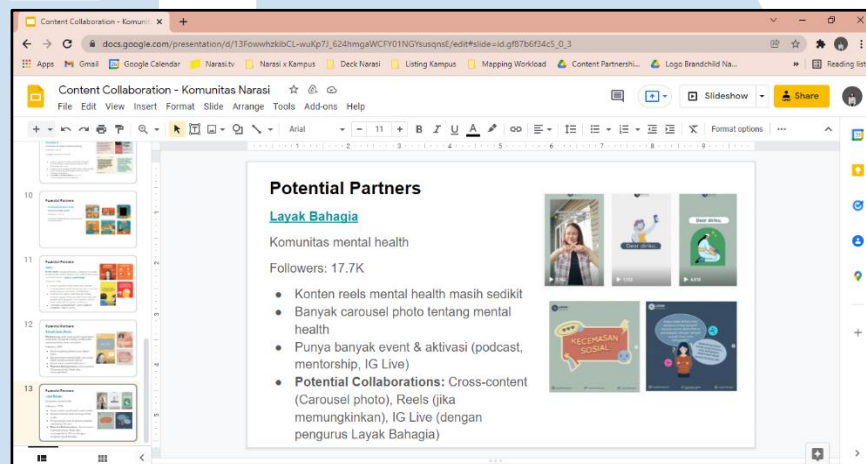 Content Collaboration - Komunit
docs.google.com/presentation/d/13FowwhzkibCL-wuKp7J_624hmgaWCFY01NGYsusqnsE/edit#slide=id.gf87b6f34c5_0_3
Apps Gmail Google Calendar Narasi.tv Narasi x Kampus Deck Narasi Listing Kampus Mapping Workload Content Partnershi... Logo Brandchild Na... Reading list
Content Collaboration - Komunitas Narasi
File Edit View Insert Format Slide Arrange Tools Add-ons Help
Slideshow
Share
Arial 11 B I U A Format options
10
11
12
13
Potential Partners
Layak Bahagia
Komunitas mental health
Followers: 17.7K
● Konten reels mental health masih sedikit
● Banyak carousel photo tentang mental
health
● Punya banyak event & aktivasi (podcast,
mentorship, IG Live)
● Potential Collaborations: Cross-content
(Carousel photo), Reels (jika
memungkinkan), IG Live (dengan
pengurus Layak Bahagia)
Dear diriku,
Dear diriku,
KECEMASAN
SOSIAL